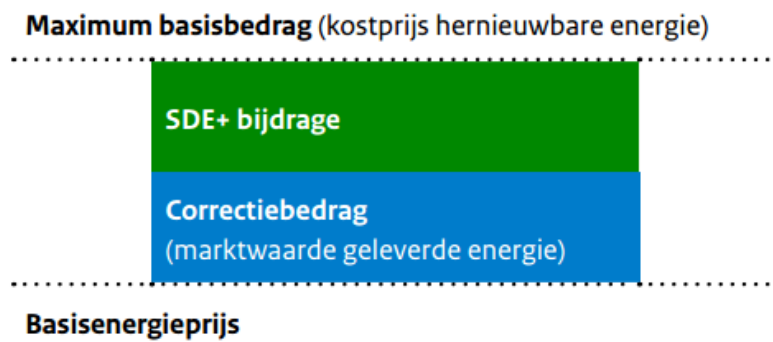 Maximum basisbedrag (kostprijs hernieuwbare energie)
SDE+ bijdrage
Correctiebedrag
(marktwaarde geleverde energie)
Basisenergieprijs